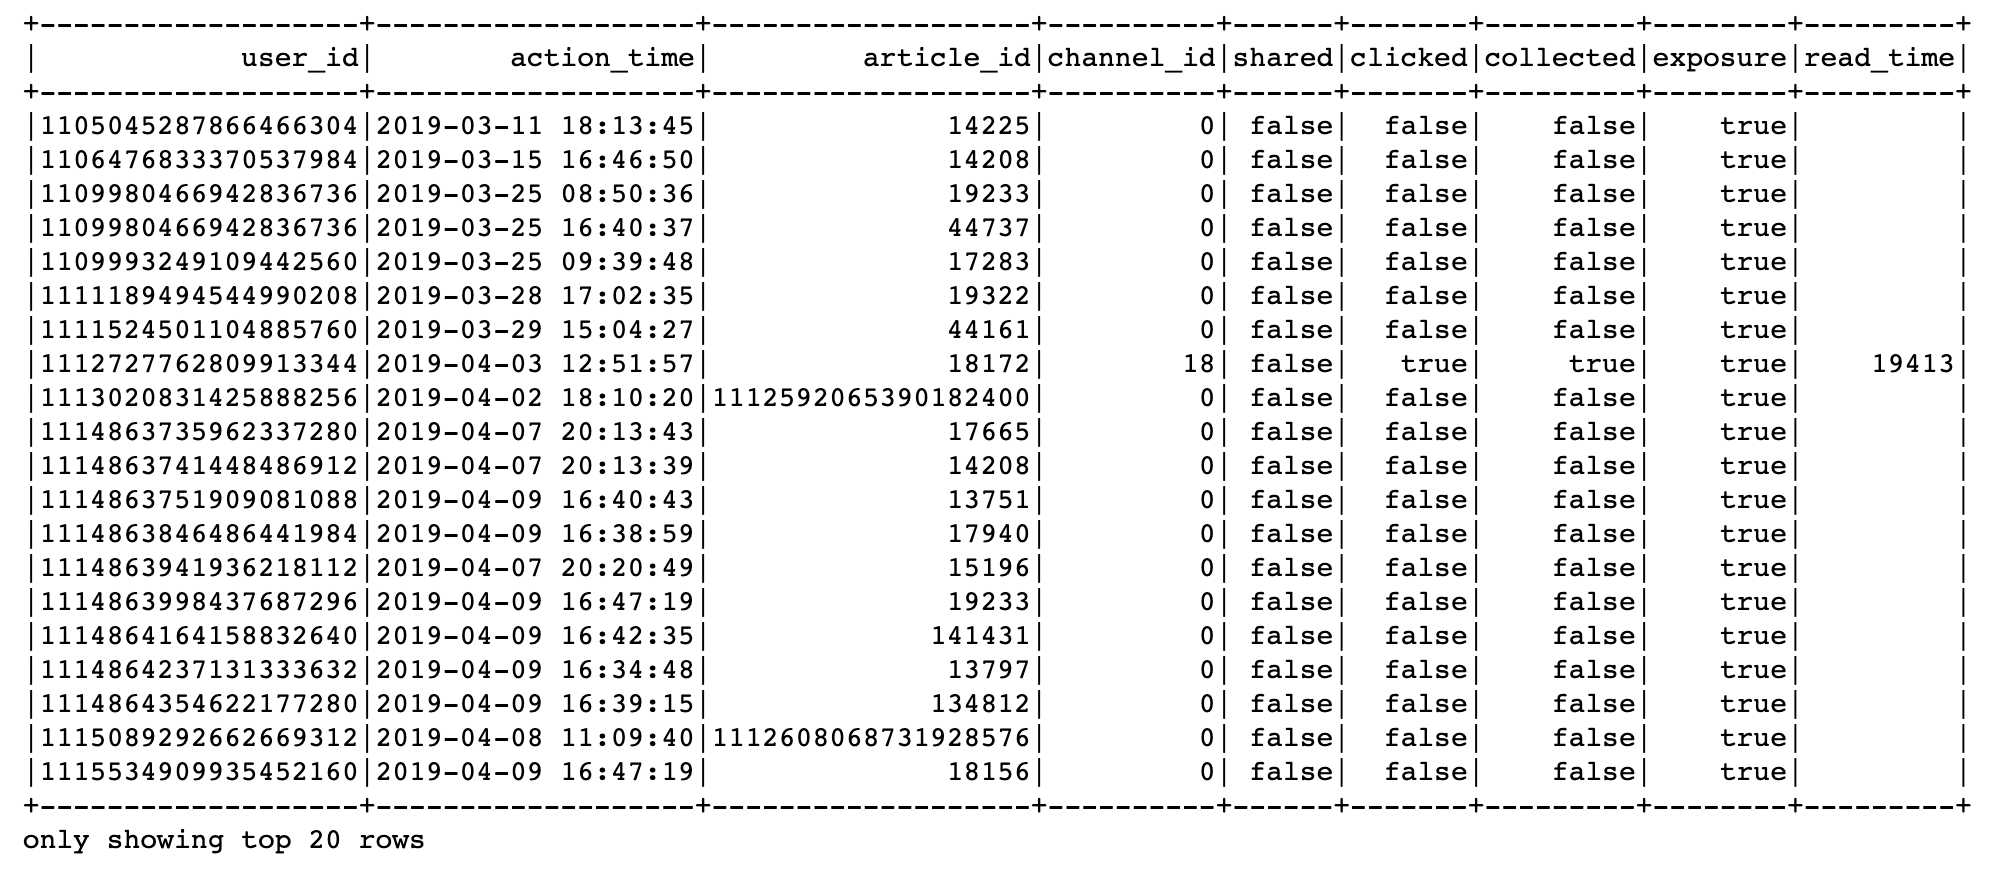 +-------------------+-------------------+-------------------+----------+------+-------+---------+--------+---------+
|            user_id|        action_time|         article_id|channel_id|shared|clicked|collected|exposure|read_time|
+-------------------+-------------------+-------------------+----------+------+-------+---------+--------+---------+
|1105045287866466304|2019-03-11 18:13:45|              14225|         0| false|  false|    false|    true|         |
|1106476833370537984|2019-03-15 16:46:50|              14208|         0| false|  false|    false|    true|         |
|1109980466942836736|2019-03-25 08:50:36|              19233|         0| false|  false|    false|    true|         |
|1109980466942836736|2019-03-25 16:40:37|              44737|         0| false|  false|    false|    true|         |
|1109993249109442560|2019-03-25 09:39:48|              17283|         0| false|  false|    false|    true|         |
|1111189494544990208|2019-03-28 17:02:35|              19322|         0| false|  false|    false|    true|         |
|1111524501104885760|2019-03-29 15:04:27|              44161|         0| false|  false|    false|    true|         |
|1112727762809913344|2019-04-03 12:51:57|              18172|        18| false|   true|     true|    true|    19413|
|1113020831425888256|2019-04-02 18:10:20|1112592065390182400|         0| false|  false|    false|    true|         |
|1114863735962337280|2019-04-07 20:13:43|              17665|         0| false|  false|    false|    true|         |
|1114863741448486912|2019-04-07 20:13:39|              14208|         0| false|  false|    false|    true|         |
|1114863751909081088|2019-04-09 16:40:43|              13751|         0| false|  false|    false|    true|         |
|1114863846486441984|2019-04-09 16:38:59|              17940|         0| false|  false|    false|    true|         |
|1114863941936218112|2019-04-07 20:20:49|              15196|         0| false|  false|    false|    true|         |
|1114863998437687296|2019-04-09 16:47:19|              19233|         0| false|  false|    false|    true|         |
|1114864164158832640|2019-04-09 16:42:35|             141431|         0| false|  false|    false|    true|         |
|1114864237131333632|2019-04-09 16:34:48|              13797|         0| false|  false|    false|    true|         |
|1114864354622177280|2019-04-09 16:39:15|             134812|         0| false|  false|    false|    true|         |
|1115089292662669312|2019-04-08 11:09:40|1112608068731928576|         0| false|  false|    false|    true|         |
|1115534909935452160|2019-04-09 16:47:19|              18156|         0| false|  false|    false|    true|         |
+-------------------+-------------------+-------------------+----------+------+-------+---------+--------+---------+
only showing top 20 rows